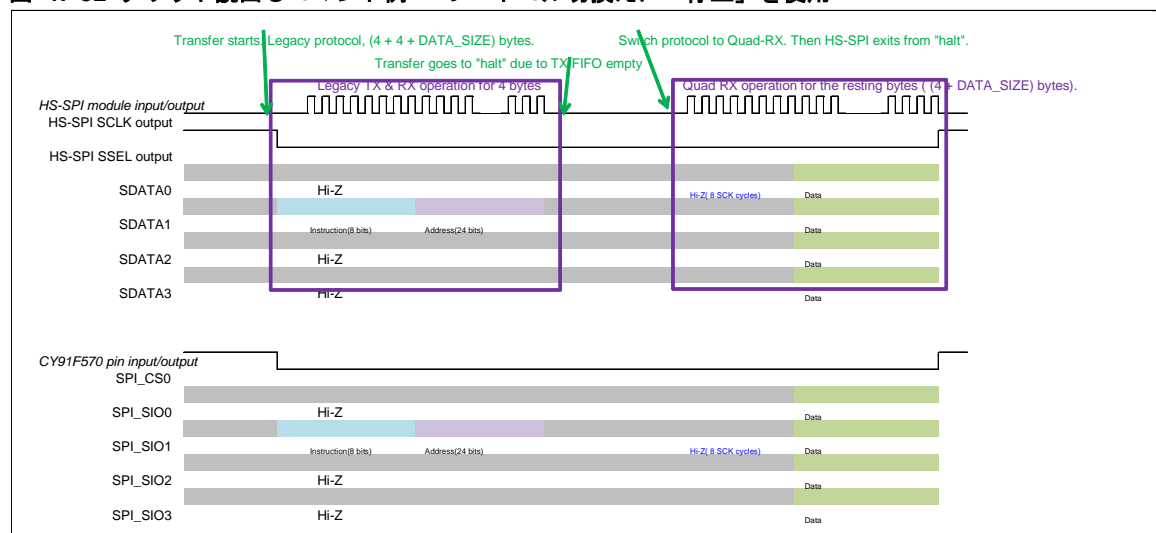 Transfer starts. Legacy protocol, (4 + 4 + DATA_SIZE) bytes.
Switch protocol to Quad-RX. Then HS-SPI exits from "halt".
Transfer goes to "halt" due to TX FIFO empty
Legacy TX & RX operation for 4 bytes
Quad RX operation for the resting bytes ( (4 + DATA_SIZE) bytes).
HS-SPI module input/output
HS-SPI SCLK output
HS-SPI SSEL output
SDATA0
Hi-Z
Hi-Z( 8 SCK cycles)
Data
SDATA1
Instruction(8 bits)
Address(24 bits)
Data
SDATA2
Hi-Z
Data
SDATA3
Hi-Z
Data
CY91F570 pin input/output
SPI_CS0
SPI_SIO0
Hi-Z
Data
SPI_SIO1
Instruction(8 bits)
Address(24 bits)
Hi-Z( 8 SCK cycles)
Data
SPI_SIO2
Hi-Z
Data
SPI_SIO3
Hi-Z
Data